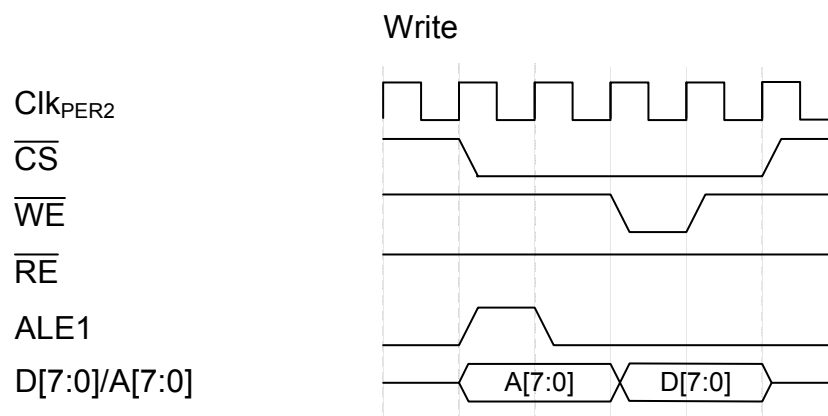 Write
ClkPER2
CS
WE
RE
ALE1
D[7:0]/A[7:0] A[7:0] D[7:0]